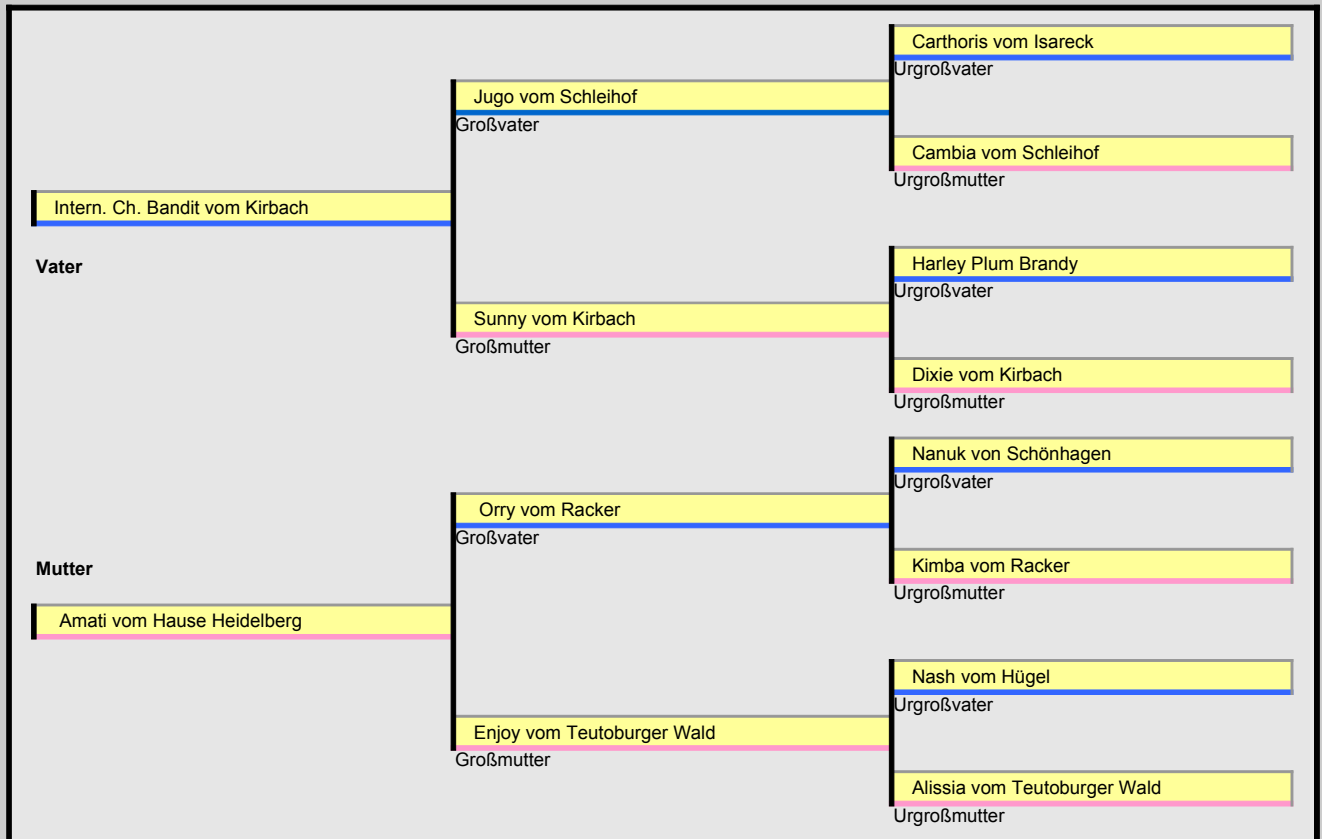 Carthoris vom Isareck
Urgroßvater
Jugo vom Schleihof
Großvater
Cambia vom Schleihof
Urgroßmutter
Intern. Ch. Bandit vom Kirbach
Vater
Harley Plum Brandy
Urgroßvater
Sunny vom Kirbach
Großmutter
Dixie vom Kirbach
Urgroßmutter
Nanuk von Schönhagen
Urgroßvater
Orry vom Racker
Großvater
Kimba vom Racker
Urgroßmutter
Mutter
Amati vom Hause Heidelberg
Nash vom Hügel
Urgroßvater
Enjoy vom Teutoburger Wald
Großmutter
Alissia vom Teutoburger Wald
Urgroßmutter